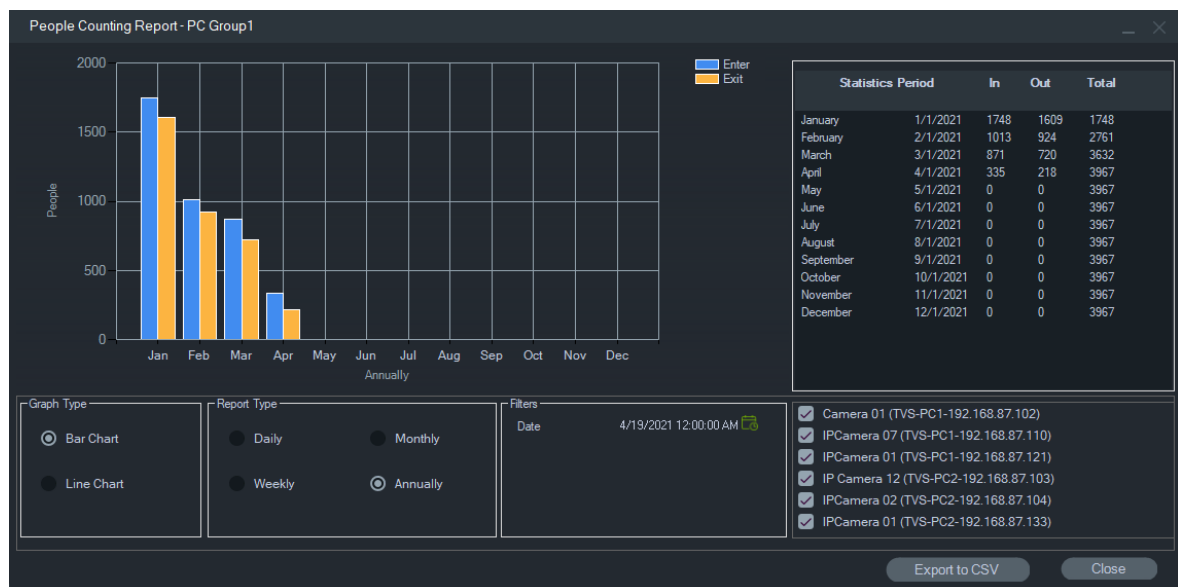 People Counting Report - PC Group1
2000
1500
1000
500
0
People
Jan Feb Mar Apr May Jun Jul Aug Sep Oct Nov Dec
Annually
Enter
Exit
Statistics Period In Out Total
January 1/1/2021 1748 1609 1748
February 2/1/2021 1013 924 2761
March 3/1/2021 871 720 3632
April 4/1/2021 335 218 3967
May 5/1/2021 0 0 3967
June 6/1/2021 0 0 3967
July 7/1/2021 0 0 3967
August 8/1/2021 0 0 3967
September 9/1/2021 0 0 3967
October 10/1/2021 0 0 3967
November 11/1/2021 0 0 3967
December 12/1/2021 0 0 3967
Graph Type
Bar Chart
Line Chart
Report Type
Daily Monthly
Weekly Annually
Filters
Date 4/19/2021 12:00:00 AM
Camera 01 (TVS-PC1-192.168.87.102)
IPCamera 07 (TVS-PC1-192.168.87.110)
IPCamera 01 (TVS-PC1-192.168.87.121)
IP Camera 12 (TVS-PC2-192.168.87.103)
IPCamera 02 (TVS-PC2-192.168.87.104)
IPCamera 01 (TVS-PC2-192.168.87.133)
Export to CSV
Close